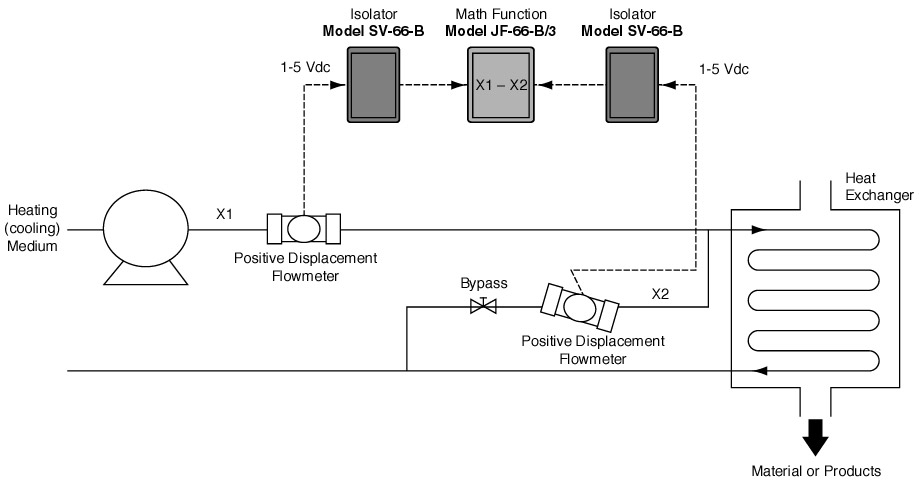 Isolator
Model SV-66-B
Math Function
Model JF-66-B/3
Isolator
Model SV-66-B
1-5 Vdc
X1 – X2
1-5 Vdc
Heat
Exchanger
Heating
(cooling)
Medium
X1
Positive Displacement
Flowmeter
Bypass
X2
Positive Displacement
Flowmeter
Material or Products